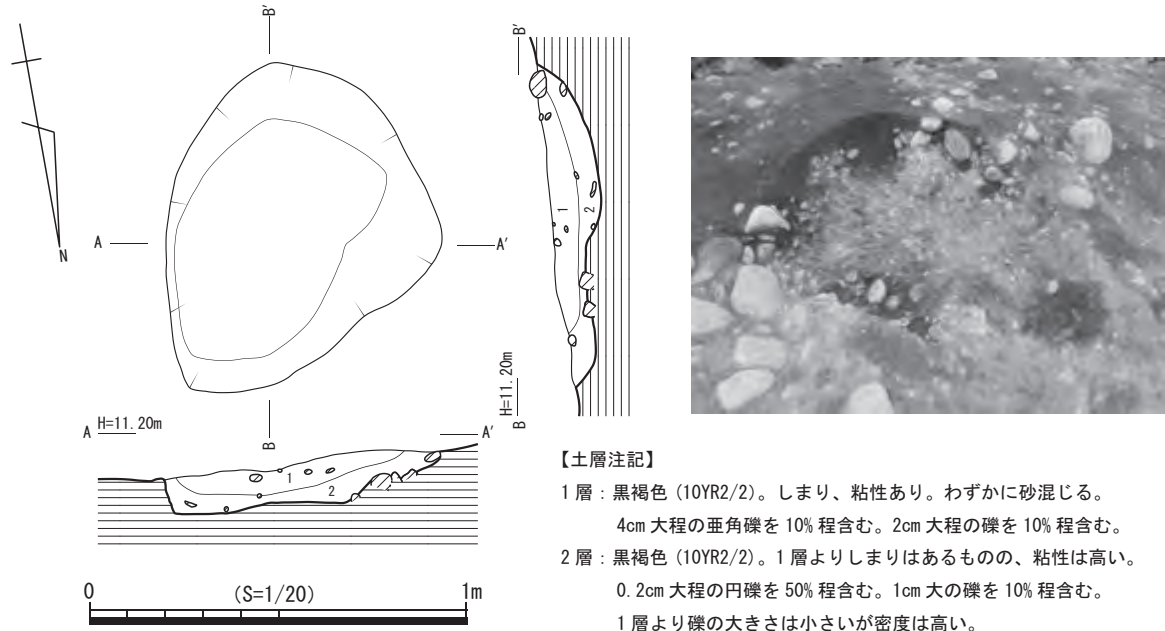 B'
N
A
A'
B
B'
1
2
H=11.20m
B
A
H=11.20m
A'
1
2
0
(S=1/20)
1m
【土層注記】
1層：黒褐色 (10YR2/2)。しまり、粘性あり。わずかに砂混じる。
4cm 大程の亜角礫を 10% 程含む。2cm 大程の礫を 10% 程含む。
2層：黒褐色 (10YR2/2)。1層よりしまりはあるものの、粘性は高い。
0.2cm 大程の円礫を 50% 程含む。1cm 大の礫を 10% 程含む。
1層より礫の大きさは小さいが密度は高い。